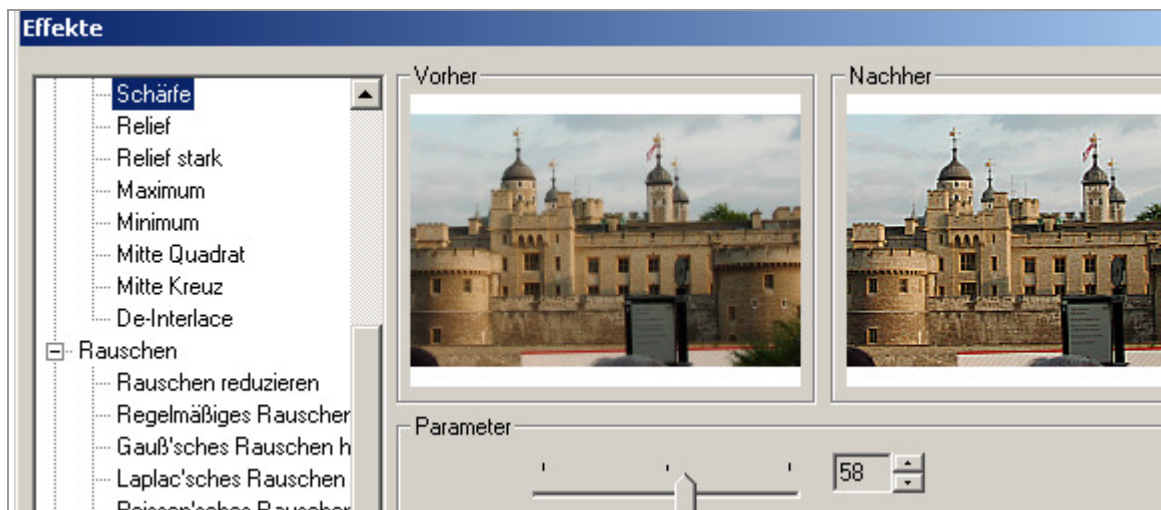 Effekte
Schärfe
Relief
Relief stark
Maximum
Minimum
Mitte Quadrat
Mitte Kreuz
De-Interlace
Rauschen
Rauschen reduzieren
Regelmäßiges Rauschen
Gauß'sches Rauschen h
Laplac'sches Rauschen
Vorher
Nachher
Parameter
58